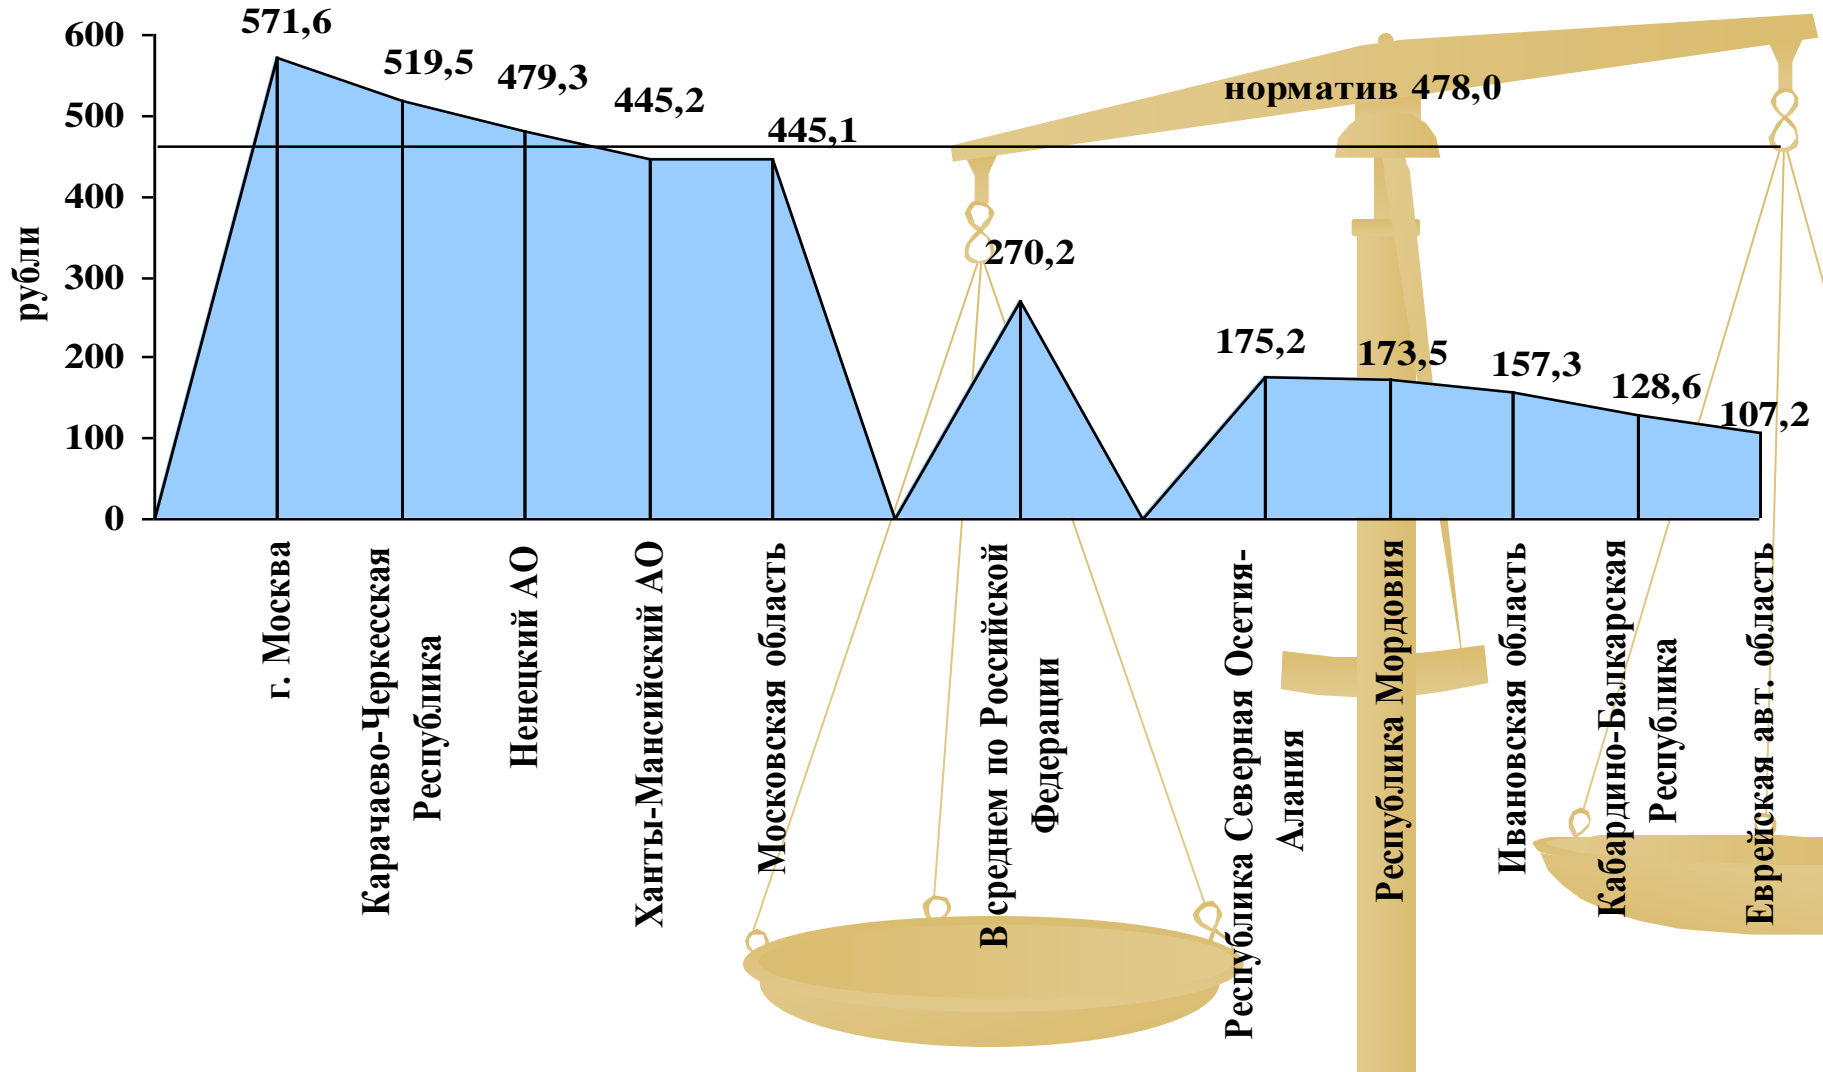 571,6
519,5
479,3
445,2
445,1
270,2
175,2
173,5
157,3
128,6
107,2
норматив 478,0
рубли
600
500
400
300
200
100
0
г. Москва
Карачаево-Черкесская
Республика
Ненецкий АО
Ханты-Мансийский АО
Московская область
В среднем по Российской
Федерации
Республика Северная Осетия-
Алания
Республика Мордовия
Ивановская область
Кабардино-Балкарская
Республика
Еврейская авт. область